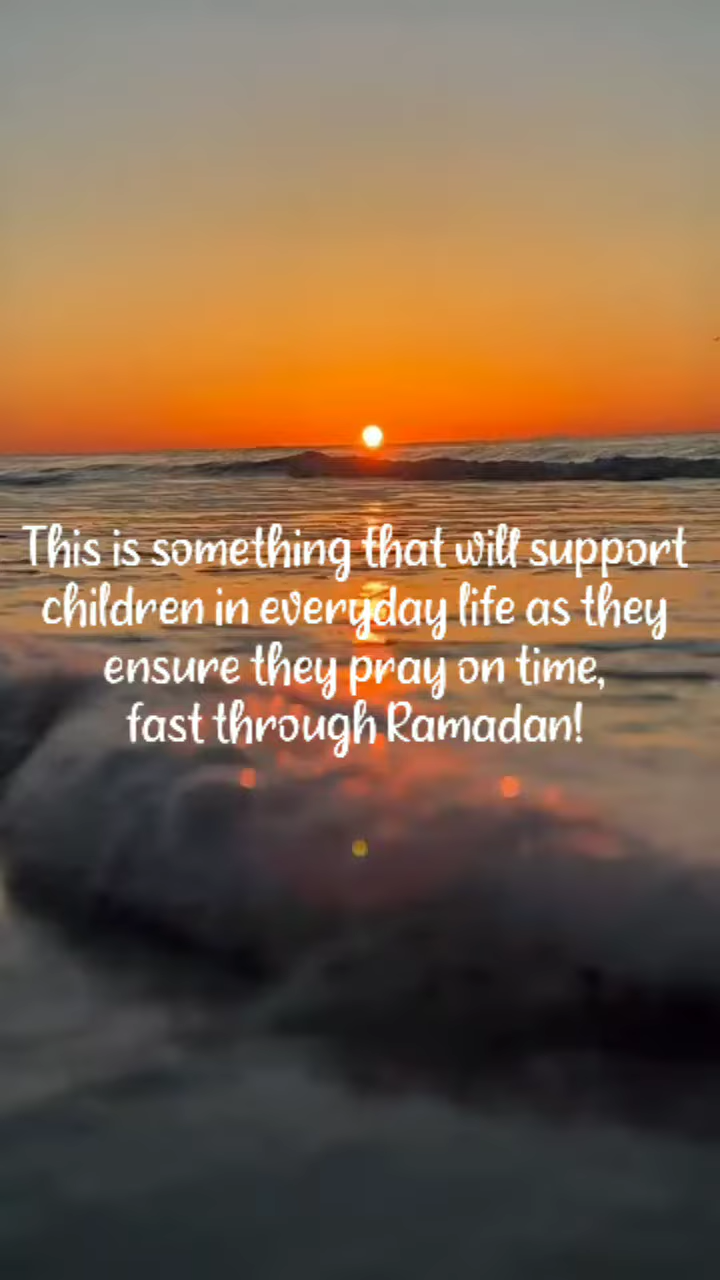 This is something that will support
children in everyday life as they
ensure they pray on time,
fast through Ramadan!